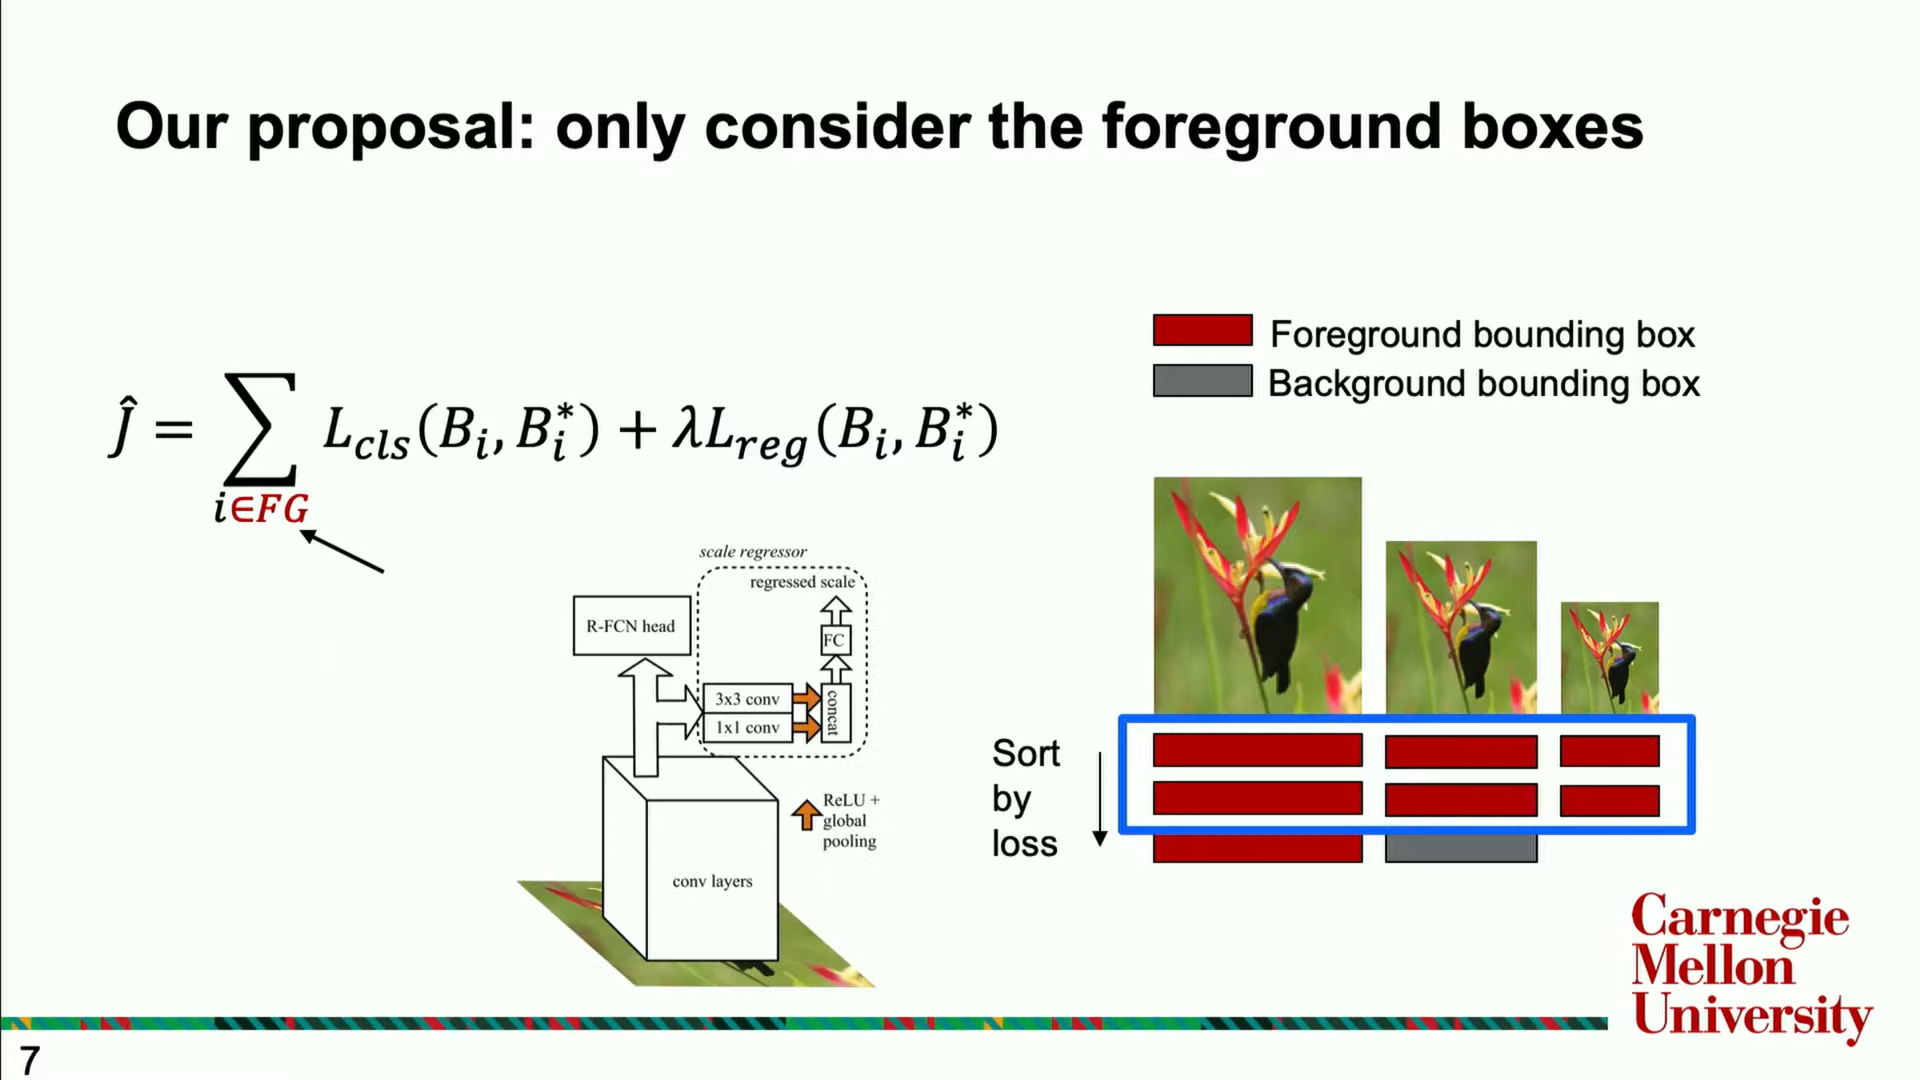 Our proposal: only consider the foreground boxes
Foreground bounding box
Background bounding box
Ĵ = ∑ L_cls(B_i, B_i^*) + λL_reg(B_i, B_i^*)
i∈FG
scale regressor
regressed scale
R-FCN head
FC
3x3 conv
1x1 conv
concat
ReLU +
global
pooling
conv layers
Sort
by
loss
Carnegie
Mellon
University
7